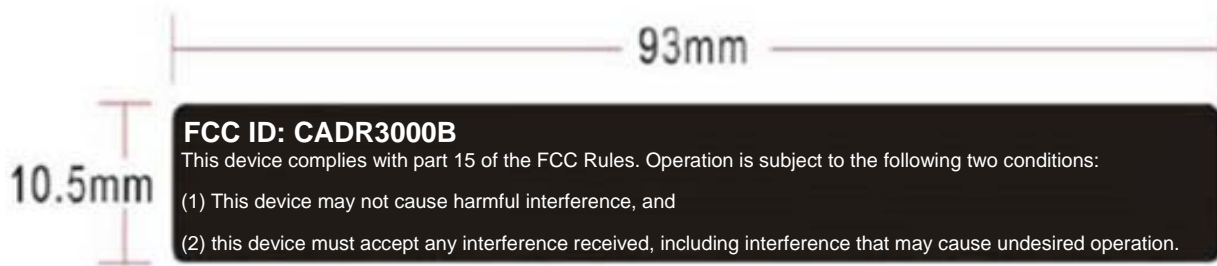 93mm
10.5mm
FCC ID: CADR3000B
This device complies with part 15 of the FCC Rules. Operation is subject to the following two conditions:
(1) This device may not cause harmful interference, and
(2) this device must accept any interference received, including interference that may cause undesired operation.